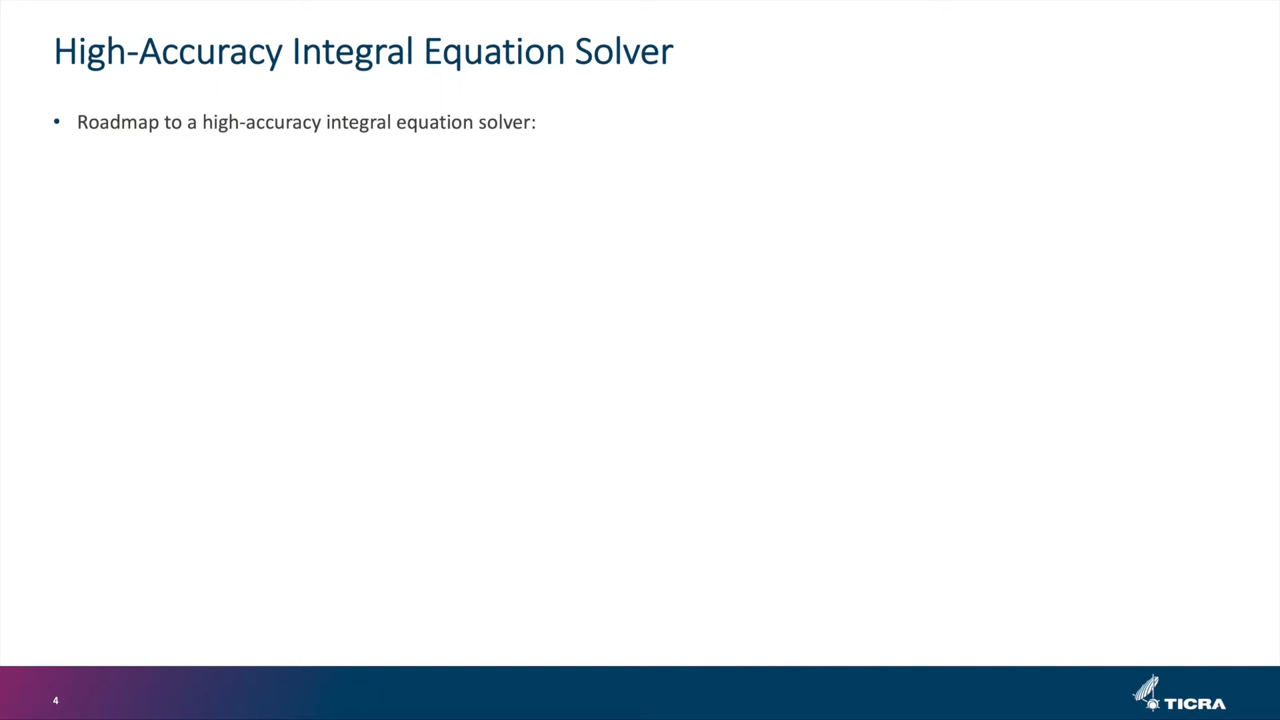 High-Accuracy Integral Equation Solver
• Roadmap to a high-accuracy integral equation solver:
4
TICRA